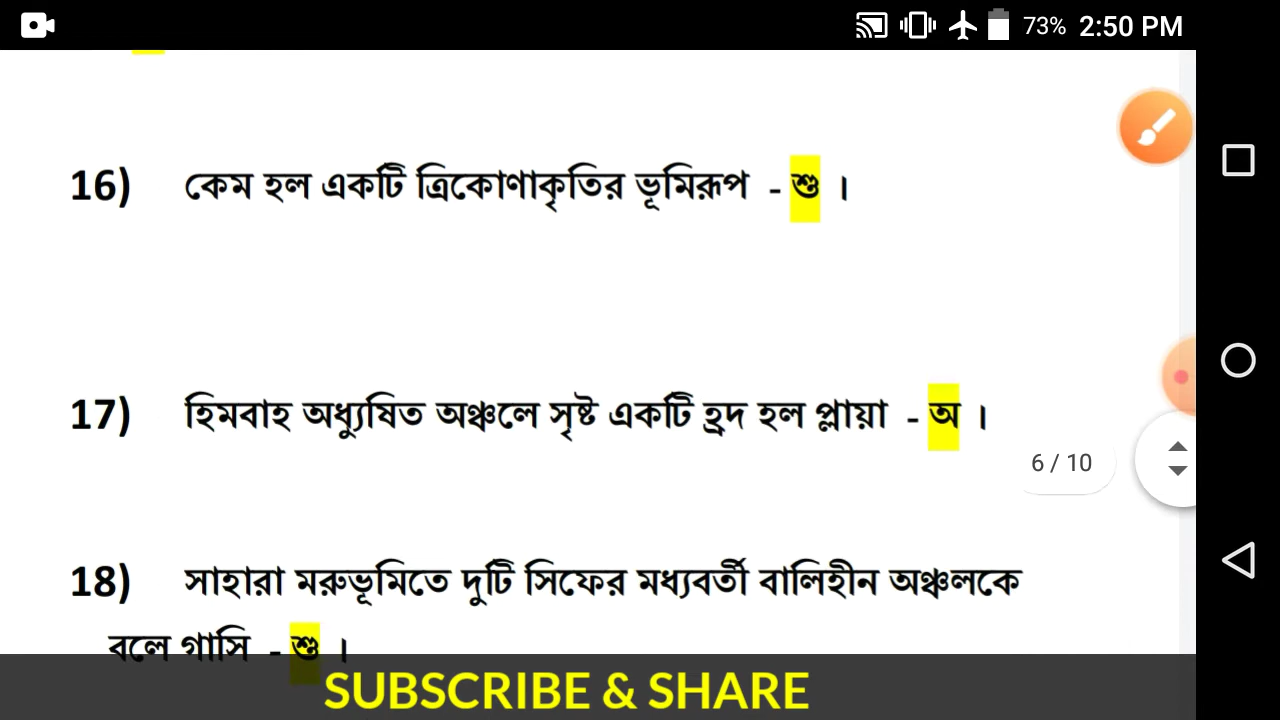 73% 2:50 PM
16) কেম হল একটি ত্রিকোণাকৃতির ভূমিরূপ - শু ।
17) হিমবাহ অধ্যুষিত অঞ্চলে সৃষ্ট একটি হ্রদ হল প্লায়া - অ ।
6 / 10
18) সাহারা মরুভূমিতে দুটি সিফের মধ্যবর্তী বালিহীন অঞ্চলকে
বলে গাসি - শু ।
SUBSCRIBE & SHARE